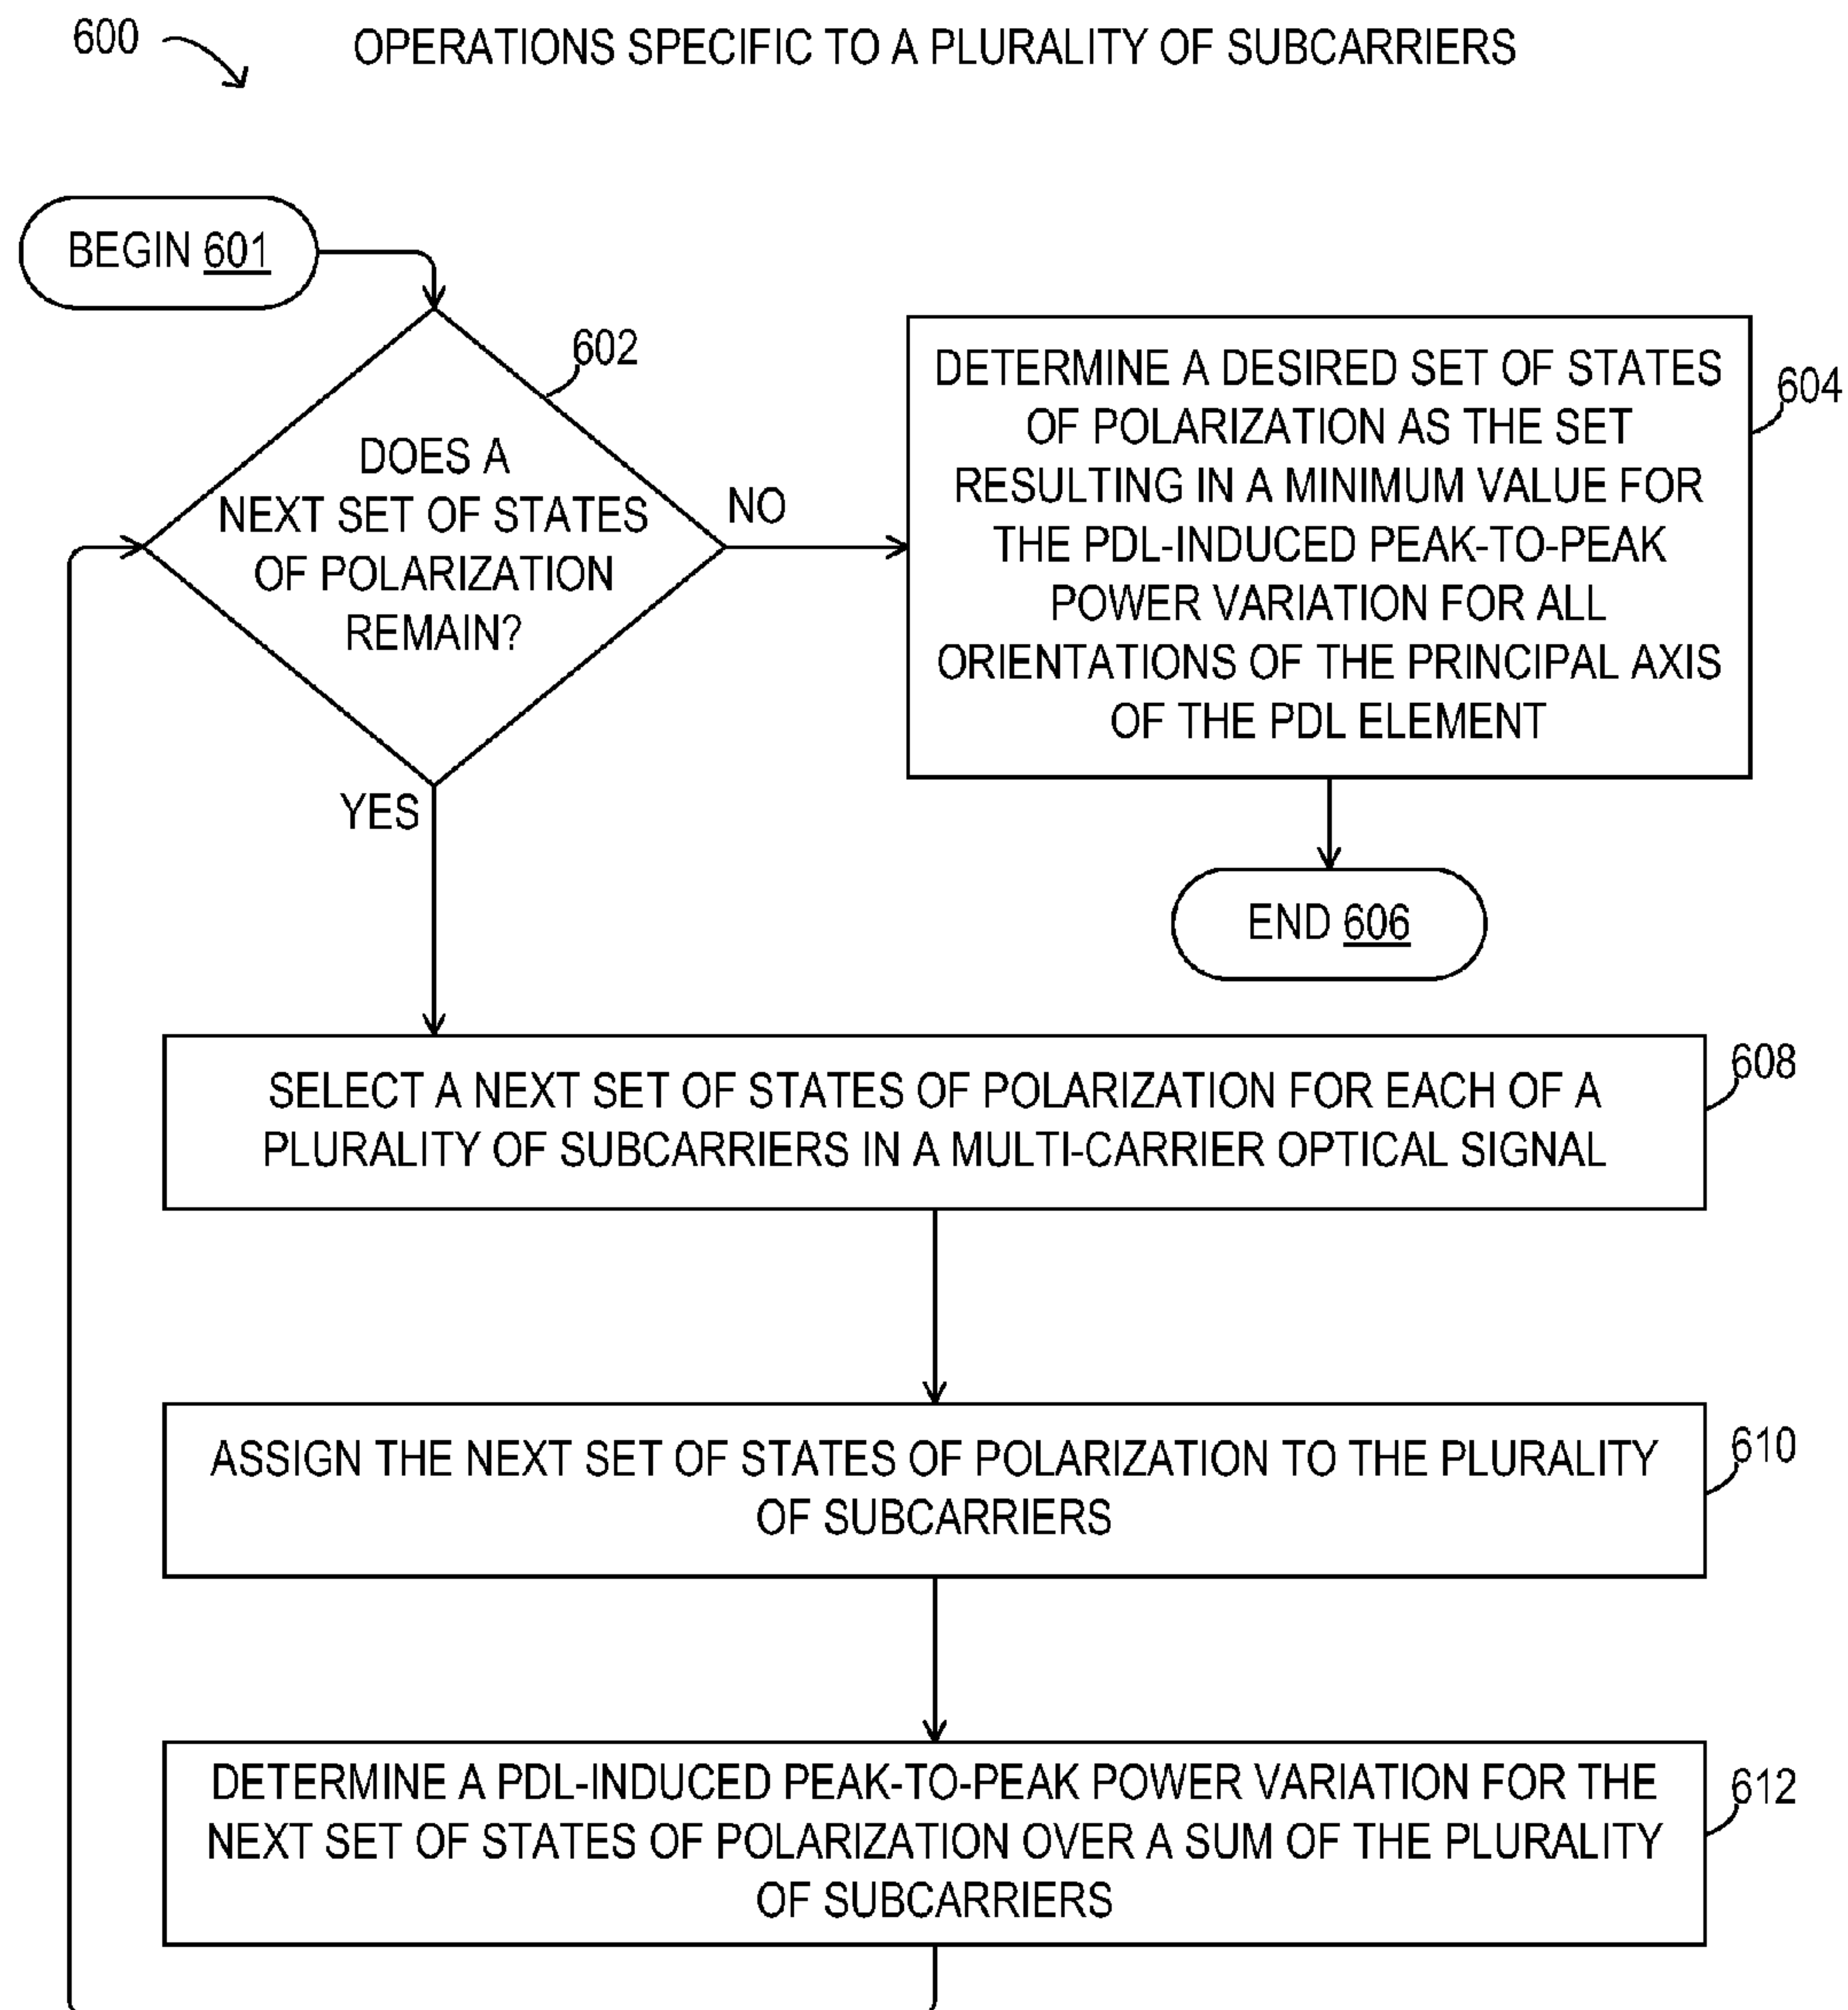 600
OPERATIONS SPECIFIC TO A PLURALITY OF SUBCARRIERS
BEGIN 601
602
DOES A
NEXT SET OF STATES
OF POLARIZATION
REMAIN?
NO
YES
DETERMINE A DESIRED SET OF STATES
OF POLARIZATION AS THE SET
RESULTING IN A MINIMUM VALUE FOR
THE PDL-INDUCED PEAK-TO-PEAK
POWER VARIATION FOR ALL
ORIENTATIONS OF THE PRINCIPAL AXIS
OF THE PDL ELEMENT
604
END 606
SELECT A NEXT SET OF STATES OF POLARIZATION FOR EACH OF A
PLURALITY OF SUBCARRIERS IN A MULTI-CARRIER OPTICAL SIGNAL
608
ASSIGN THE NEXT SET OF STATES OF POLARIZATION TO THE PLURALITY
OF SUBCARRIERS
610
DETERMINE A PDL-INDUCED PEAK-TO-PEAK POWER VARIATION FOR THE
NEXT SET OF STATES OF POLARIZATION OVER A SUM OF THE PLURALITY
OF SUBCARRIERS
612